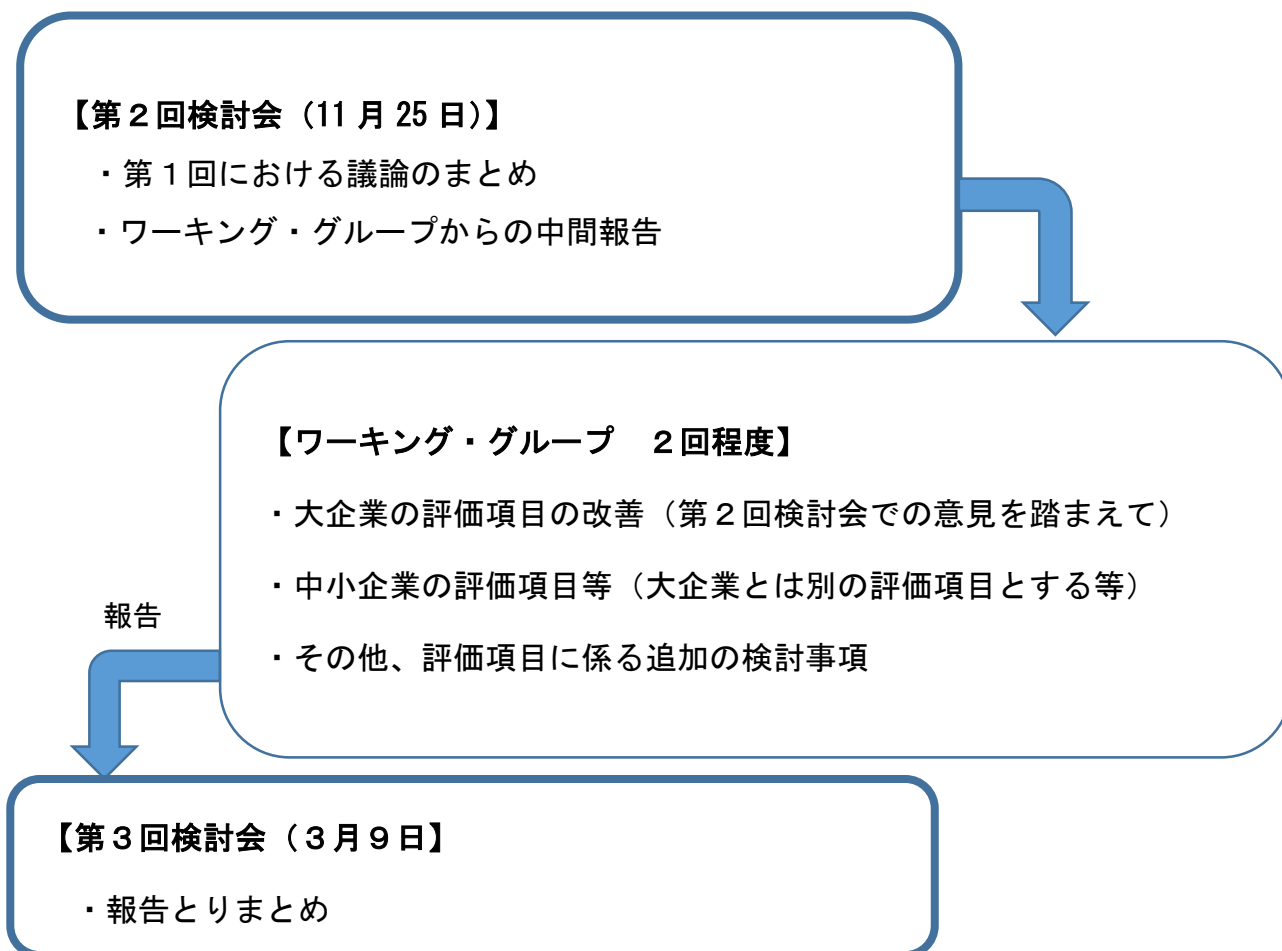 【第２回検討会（11月25日）】
・第１回における議論のまとめ
・ワーキング・グループからの中間報告
【ワーキング・グループ　２回程度】
・大企業の評価項目の改善（第２回検討会での意見を踏まえて）
・中小企業の評価項目等（大企業とは別の評価項目とする等）
・その他、評価項目に係る追加の検討事項
報告
【第３回検討会（３月９日】
・報告とりまとめ